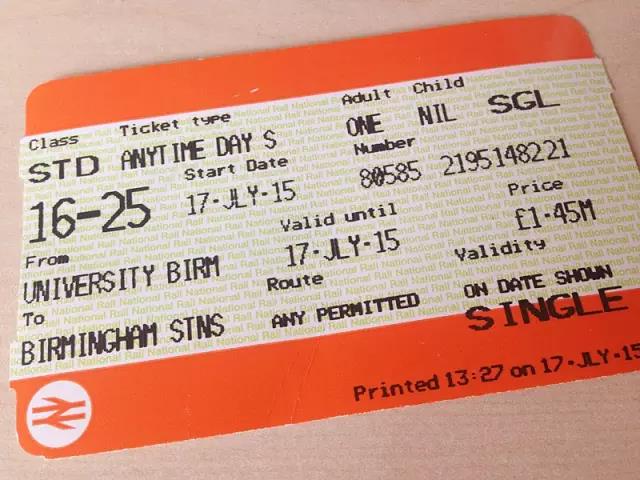 Class Ticket type Adult Child
STD ANYTIME DAY S ONE NIL SGL
Start Date Number
16-25 17·JLY·15 80585 2195148221
From Valid until Price
UNIVERSITY BIRM 17·JLY·15 £1·45M
To Route Validity
BIRMINGHAM STNS ANY PERMITTED ON DATE SHOWN
SINGLE
Printed 13:27 on 17·JLY·15